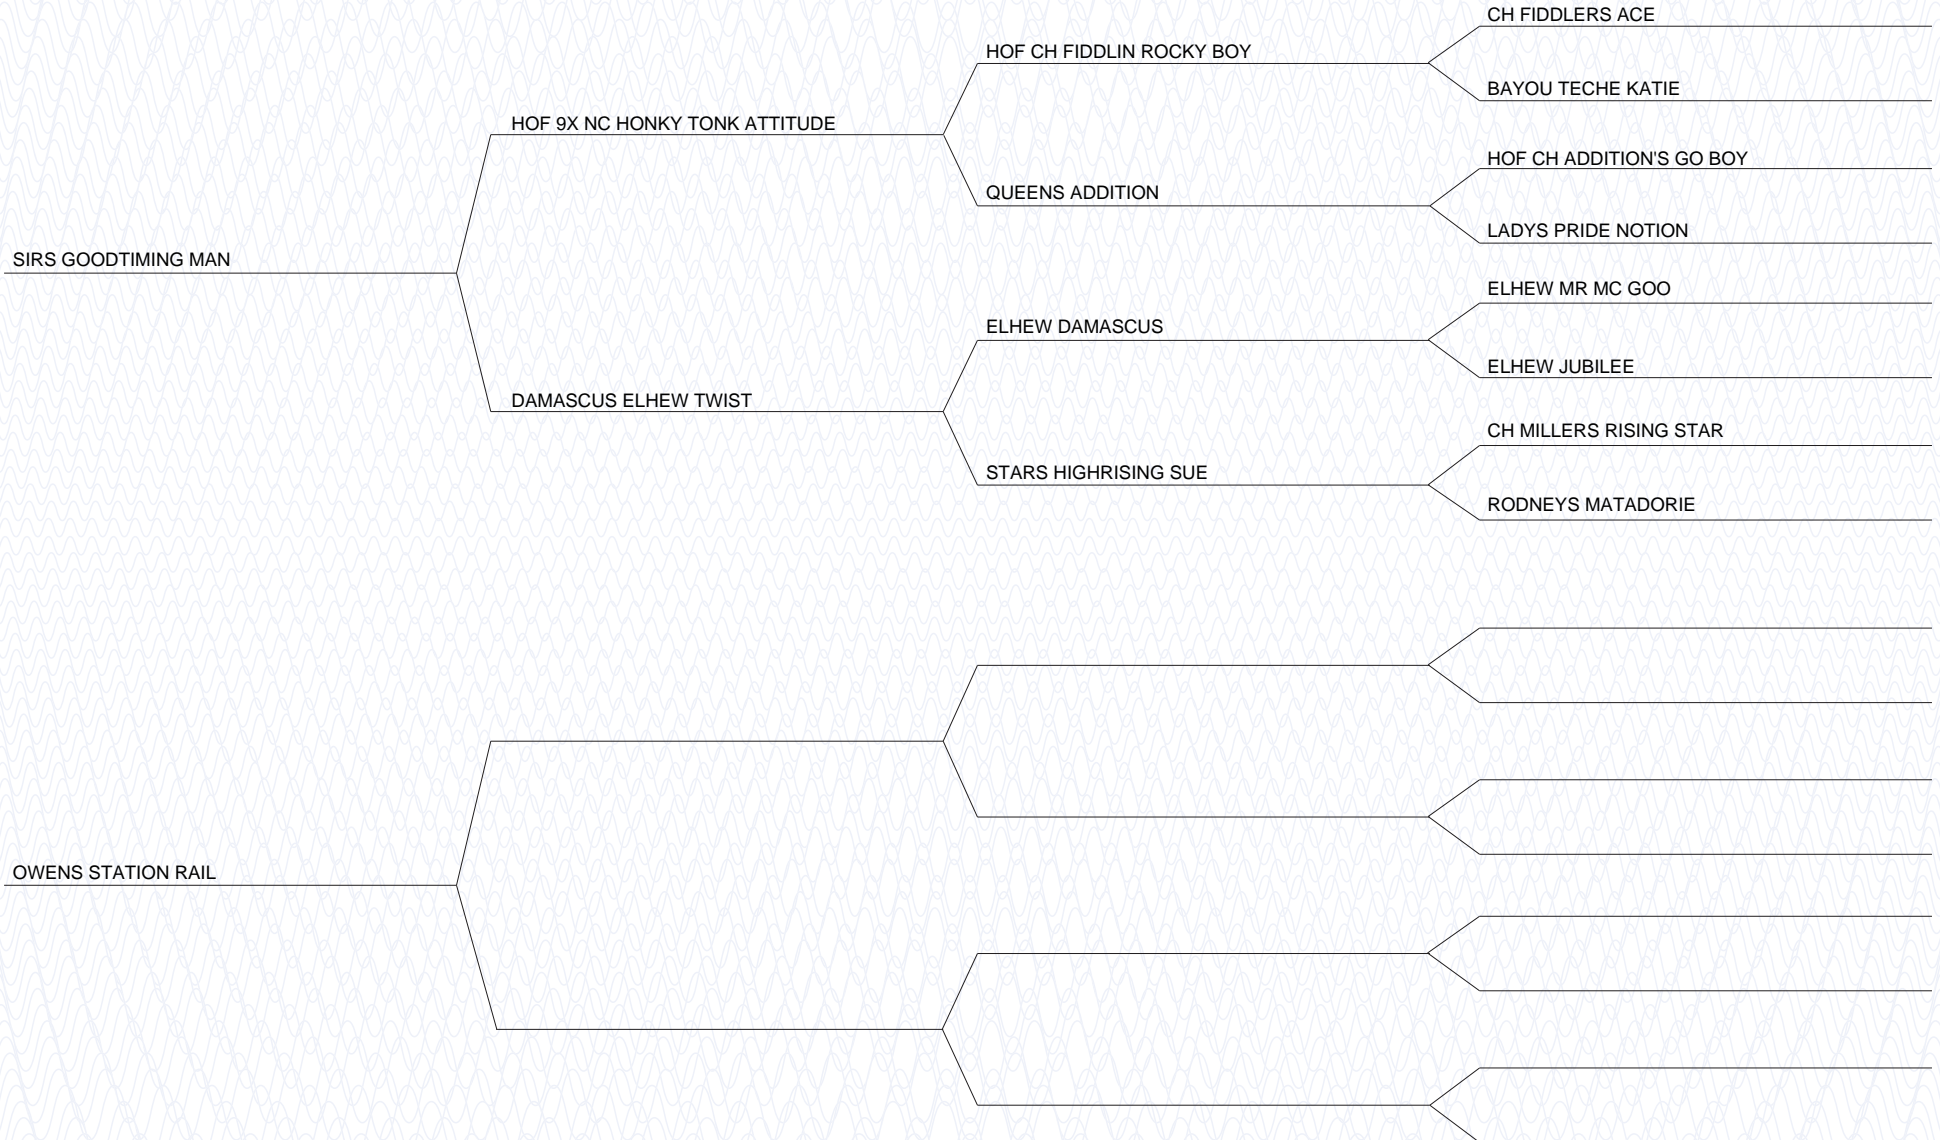 CH FIDDLERS ACE
HOF CH FIDDLIN ROCKY BOY
BAYOU TECHE KATIE
HOF 9X NC HONKY TONK ATTITUDE
HOF CH ADDITION'S GO BOY
QUEENS ADDITION
LADYS PRIDE NOTION
SIRS GOODTIMING MAN
ELHEW MR MC GOO
ELHEW DAMASCUS
ELHEW JUBILEE
DAMASCUS ELHEW TWIST
CH MILLERS RISING STAR
STARS HIGHRISING SUE
RODNEYS MATADORIE
OWENS STATION RAIL